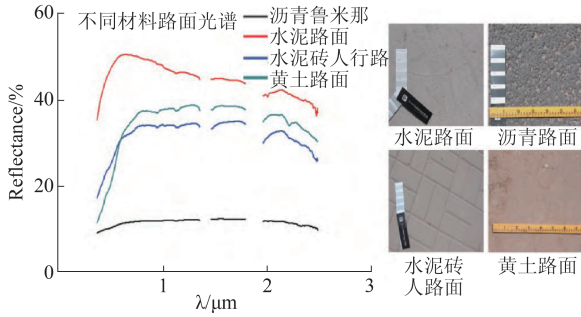 不同材料路面光谱
沥青鲁米那
水泥路面
水泥砖人行路
黄土路面
Reflectance/%
60
40
20
0
0
1
2
3
λ/μm
水泥路面
沥青路面
水泥砖
人路面
黄土路面